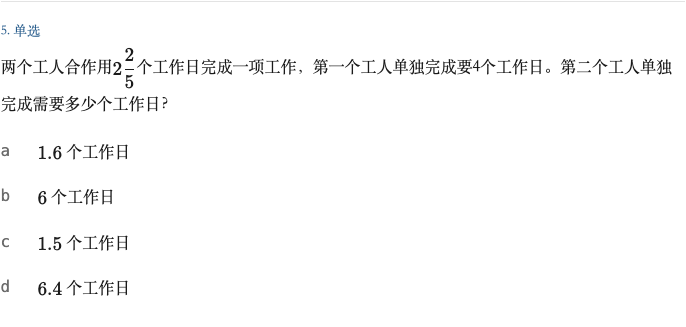 5. 单选
两个工人合作用2 2/5 个工作日完成一项工作，第一个工人单独完成要4个工作日。第二个工人单独
完成需要多少个工作日?
a 1.6 个工作日
b 6 个工作日
c 1.5 个工作日
d 6.4 个工作日